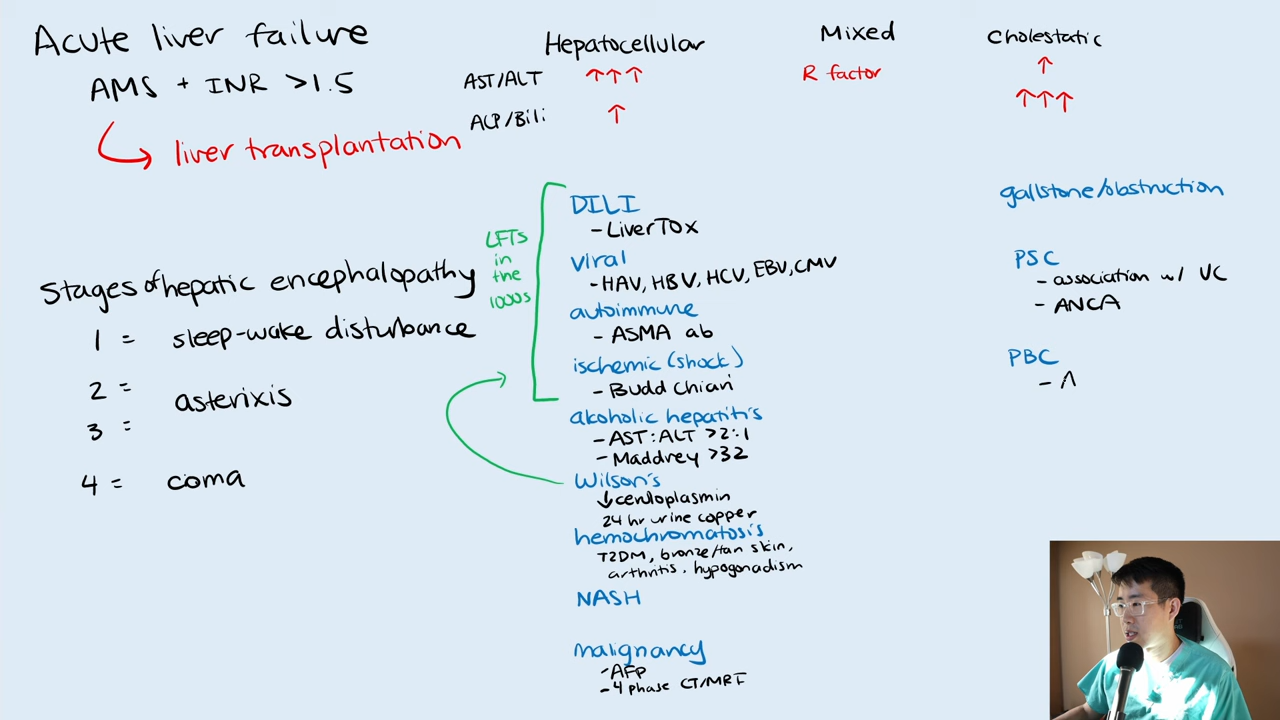 Acute liver failure
AMS + INR >1.5
liver transplantation
Hepatocellular
Mixed
Cholestatic
AST/ALT ↑↑↑
R factor
↑
ALP/Bili ↑
↑↑↑
LFTs
in
the
1000s
DILI
- LiverTox
viral
- HAV, HBV, HCV, EBV, CMV
autoimmune
- ASMA ab
ischemic (shock)
- Budd Chiari
alcoholic hepatitis
- AST:ALT >2:1
- Maddrey >32
Wilson's
↓ceruloplasmin
24 hr urine copper
hemochromatosis
T2DM, bronze/tan skin,
arthritis, hypogonadism
NASH
malignancy
- AFP
- 4 phase CT/MRI
gallstone/obstruction
PSC
- association w/ UC
- ANCA
PBC
Stages of hepatic encephalopathy
1 = sleep-wake disturbance
2 =
asterixis
3 =
4 = coma